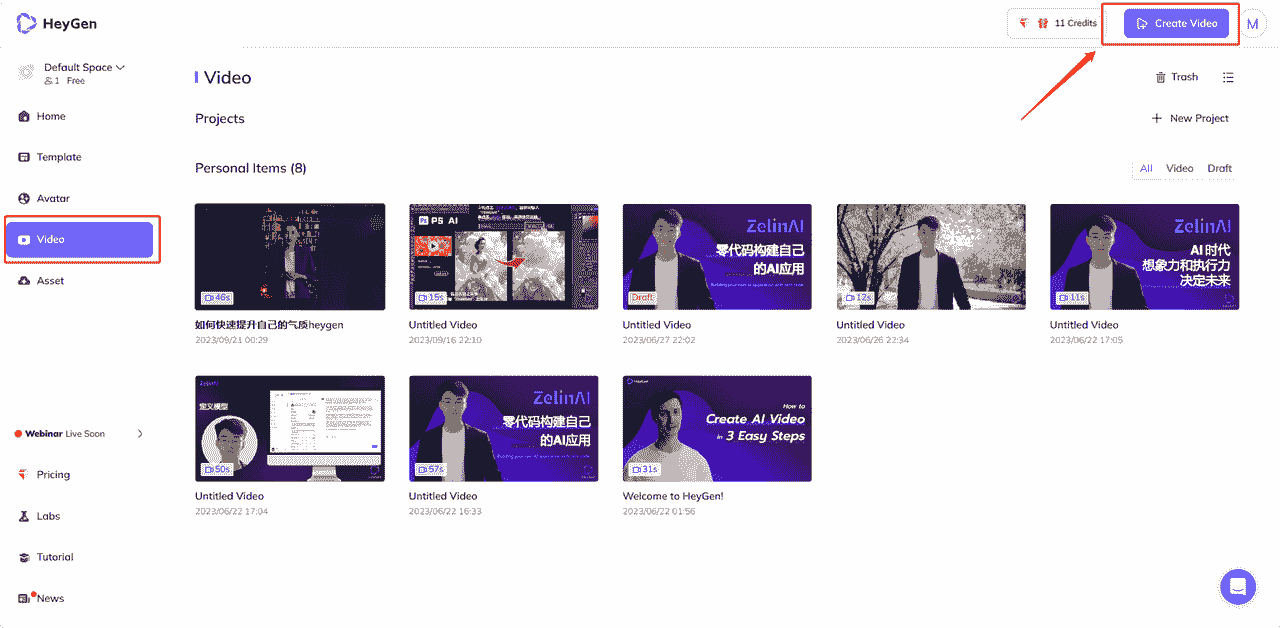 HeyGen
11 Credits
Create Video
M
Default Space
1 Free
Home
Template
Avatar
Video
Asset
Webinar Live Soon
Pricing
Labs
Tutorial
News
Video
Trash
Projects
New Project
Personal Items (8)
All Video Draft
PS AI
46s
15s
ZelinAI
零代码构建自己
的AI应用
Draft
12s
ZelinAI
AI 时代
想象力和执行力
决定未来
11s
如何快速提升自己的气质heygen
2023/09/21 00:29
Untitled Video
2023/09/16 22:10
Untitled Video
2023/06/27 22:02
Untitled Video
2023/06/26 22:34
Untitled Video
2023/06/22 17:05
ZelinAI
定义模型
50s
ZelinAI
零代码构建自己
的AI应用
57s
HeyGen
How to
Create AI Video
in 3 Easy Steps
31s
Untitled Video
2023/06/22 17:04
Untitled Video
2023/06/22 16:33
Welcome to HeyGen!
2023/06/22 01:56